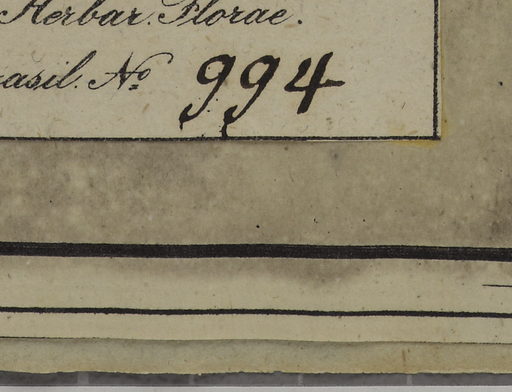 Herbar. Florae.
asil. No 994